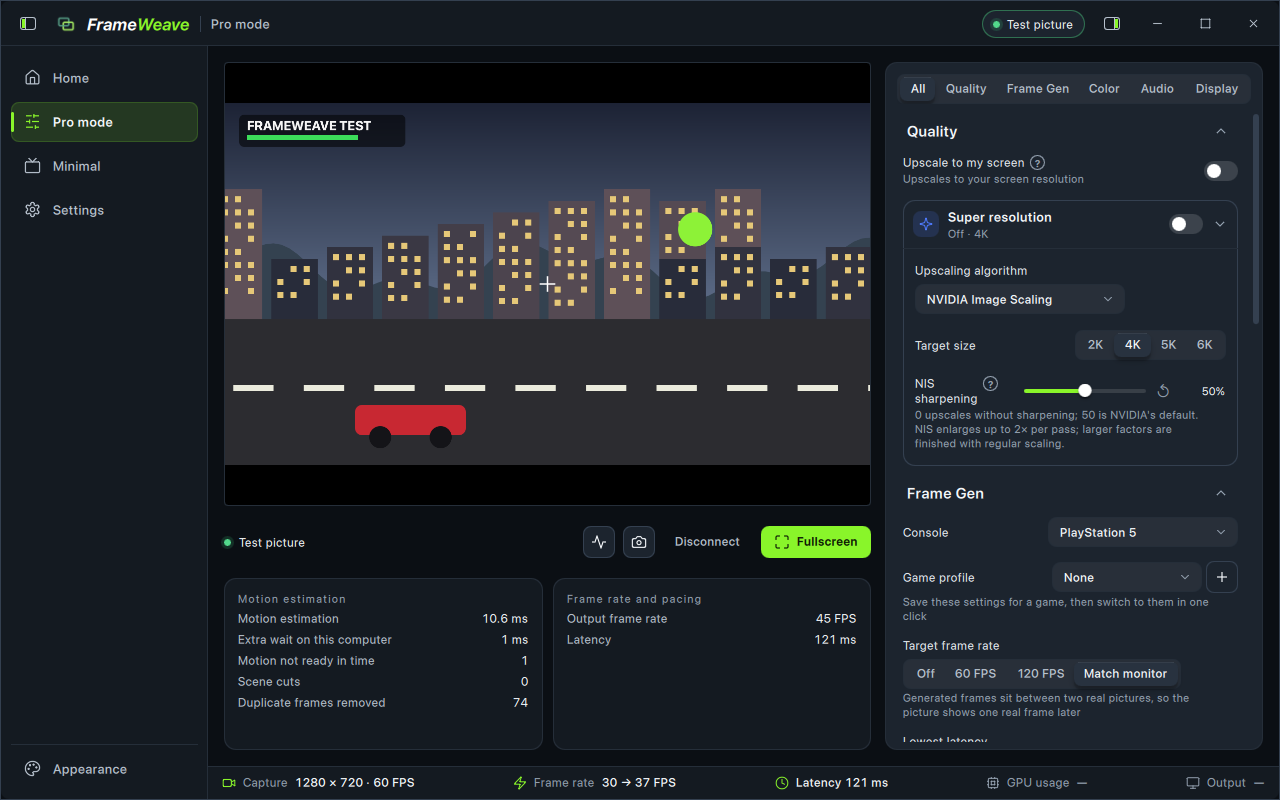 FrameWeave
Pro mode
Test picture
Home
Pro mode
Minimal
Settings
Appearance
FRAMEWEAVE TEST
Test picture
Disconnect
Fullscreen
Motion estimation
Motion estimation 10.6 ms
Extra wait on this computer 1 ms
Motion not ready in time 1
Scene cuts 0
Duplicate frames removed 74
Frame rate and pacing
Output frame rate 45 FPS
Latency 121 ms
All Quality Frame Gen Color Audio Display
Quality
Upscale to my screen ?
Upscales to your screen resolution
Super resolution
Off · 4K
Upscaling algorithm
NVIDIA Image Scaling
Target size 2K 4K 5K 6K
NIS sharpening ? 50%
0 upscales without sharpening; 50 is NVIDIA's default.
NIS enlarges up to 2× per pass; larger factors are
finished with regular scaling.
Frame Gen
Console PlayStation 5
Game profile None
Save these settings for a game, then switch to them in one
click
Target frame rate
Off 60 FPS 120 FPS Match monitor
Generated frames sit between two real pictures, so the
picture shows one real frame later
Lowest latency
Capture 1280 × 720 · 60 FPS
Frame rate 30 → 37 FPS
Latency 121 ms
GPU usage —
Output —